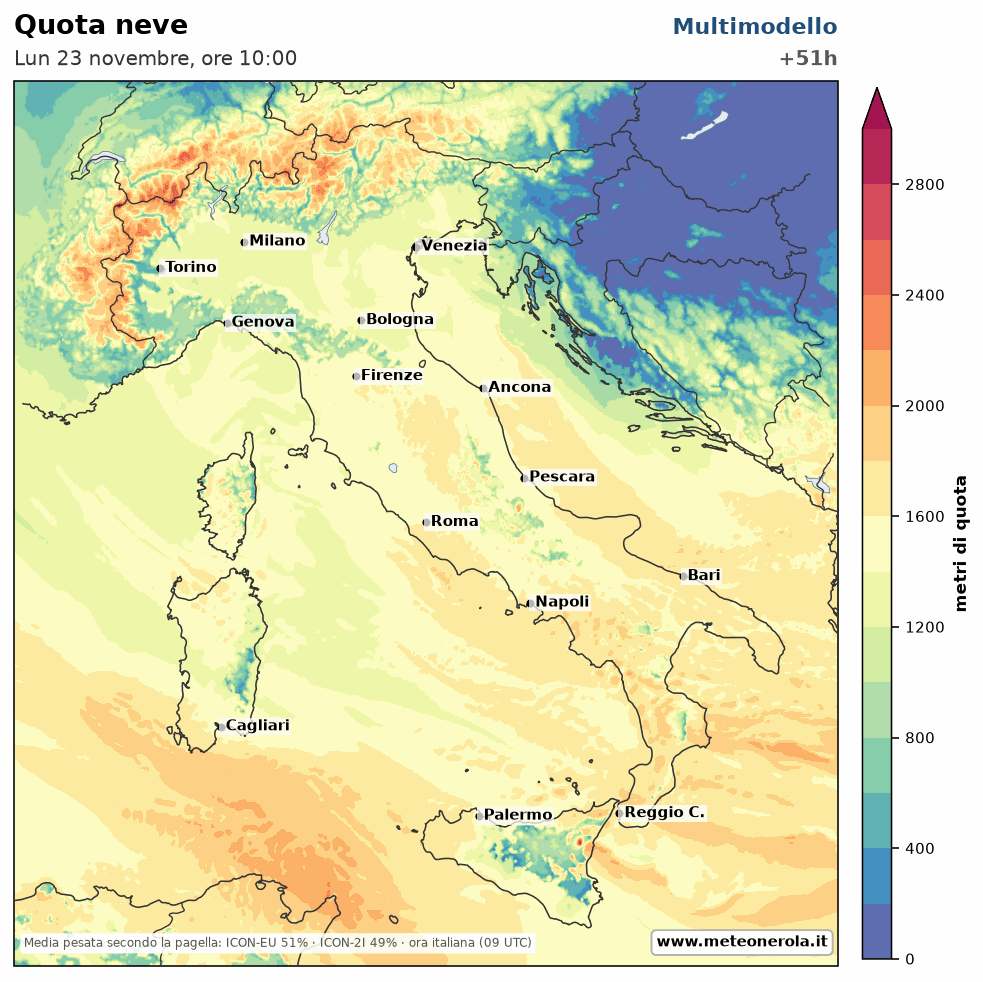 Quota neve
Multimodello
Lun 23 novembre, ore 10:00
+51h
Milano
Venezia
Torino
Genova
Bologna
Firenze
Ancona
Pescara
Roma
Bari
Napoli
Cagliari
Palermo
Reggio C.
2800
2400
2000
1600
1200
800
400
0
metri di quota
Media pesata secondo la pagella: ICON-EU 51% · ICON-2I 49% · ora italiana (09 UTC)
www.meteonerola.it